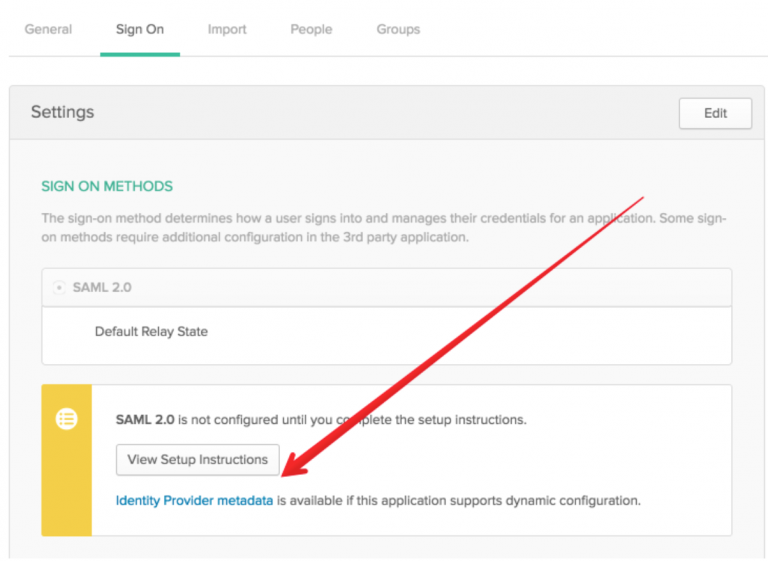 General Sign On Import People Groups
Settings Edit
SIGN ON METHODS
The sign-on method determines how a user signs into and manages their credentials for an application. Some sign-
on methods require additional configuration in the 3rd party application.
SAML 2.0
Default Relay State
SAML 2.0 is not configured until you complete the setup instructions.
View Setup Instructions
Identity Provider metadata is available if this application supports dynamic configuration.